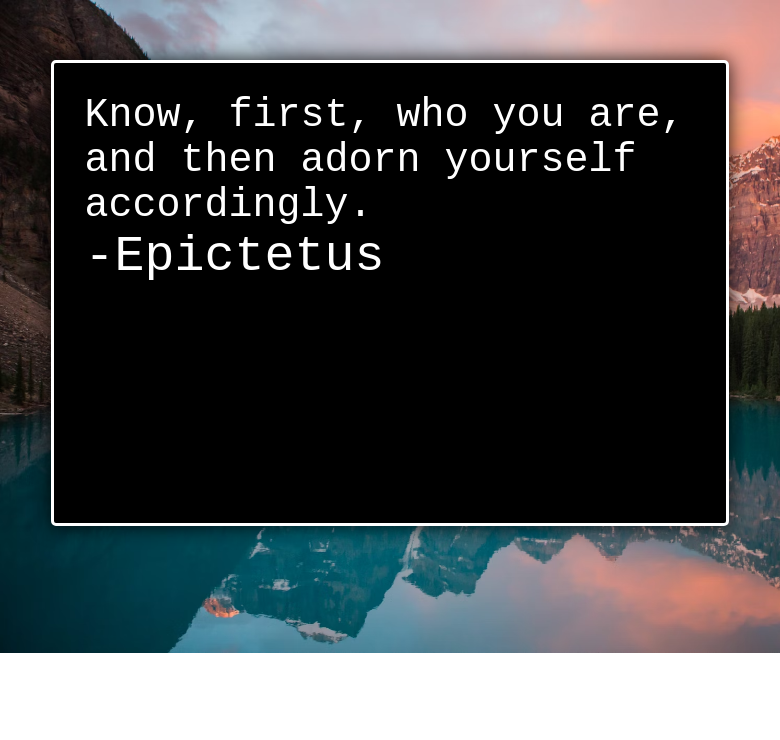 Know, first, who you are,
and then adorn yourself
accordingly.
-Epictetus